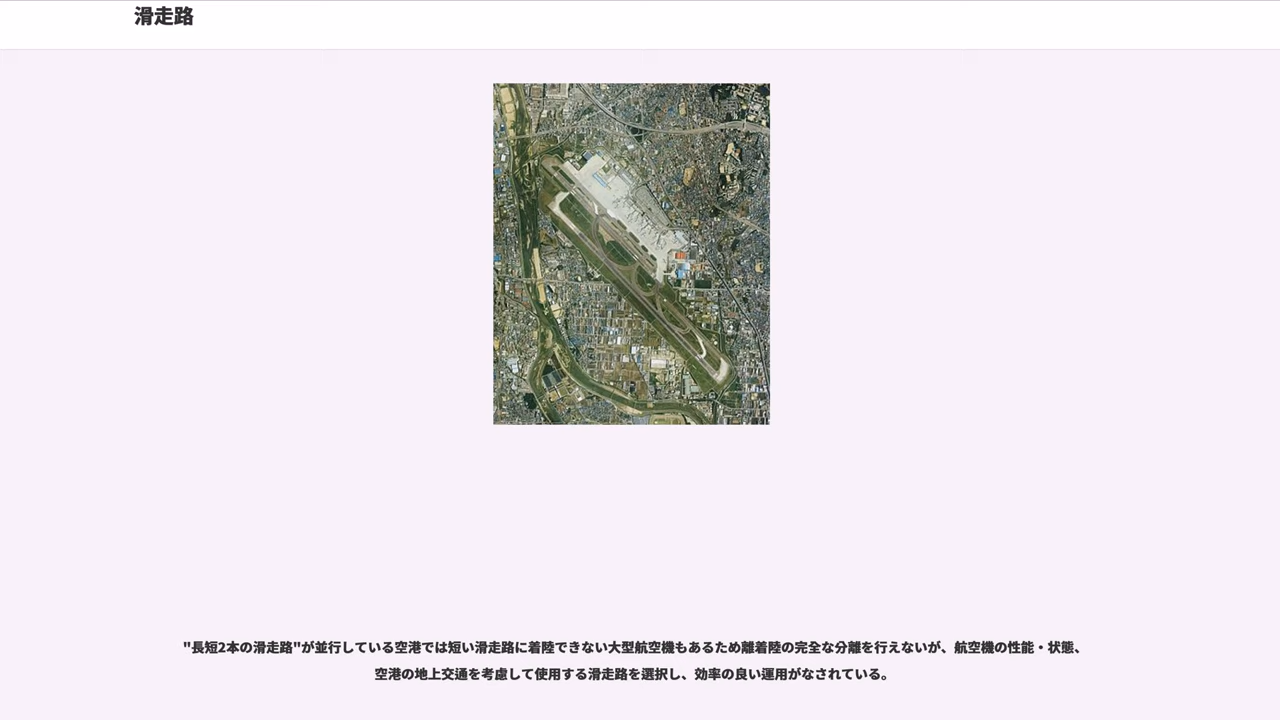 滑走路
"長短2本の滑走路"が並行している空港では短い滑走路に着陸できない大型航空機もあるため離着陸の完全な分離を行えないが、航空機の性能・状態、
空港の地上交通を考慮して使用する滑走路を選択し、効率の良い運用がなされている。